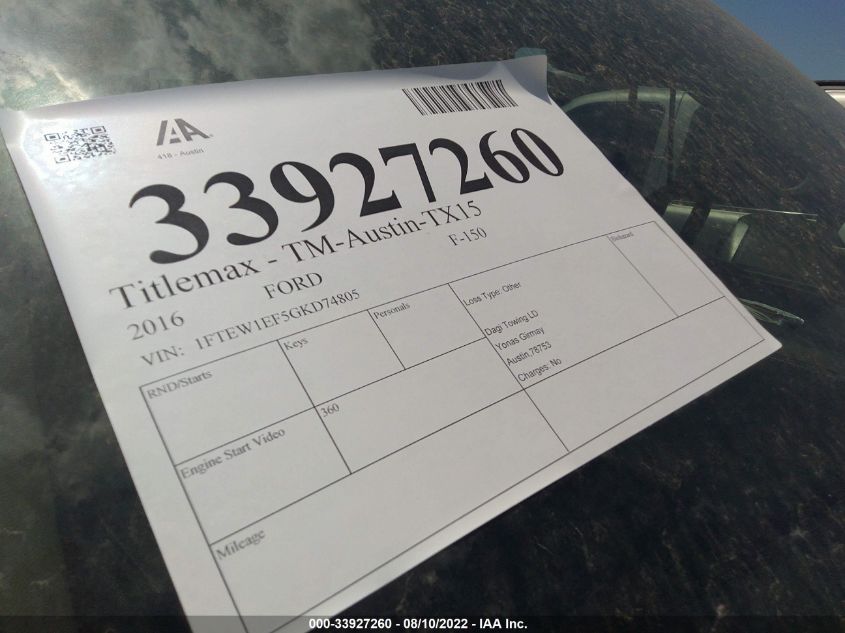 IAA
418 - Austin
33927260
Titlemax - TM-Austin-TX15
2016 FORD F-150
VIN: 1FTEW1EF5GKD74805
RND/Starts
Keys
Personals
Loss Type: Other
Dagi Towing LD
Yonas Girmay
Austin 78753
Charges: No
Engine Start Video
360
Mileage
000-33927260 - 08/10/2022 - IAA Inc.